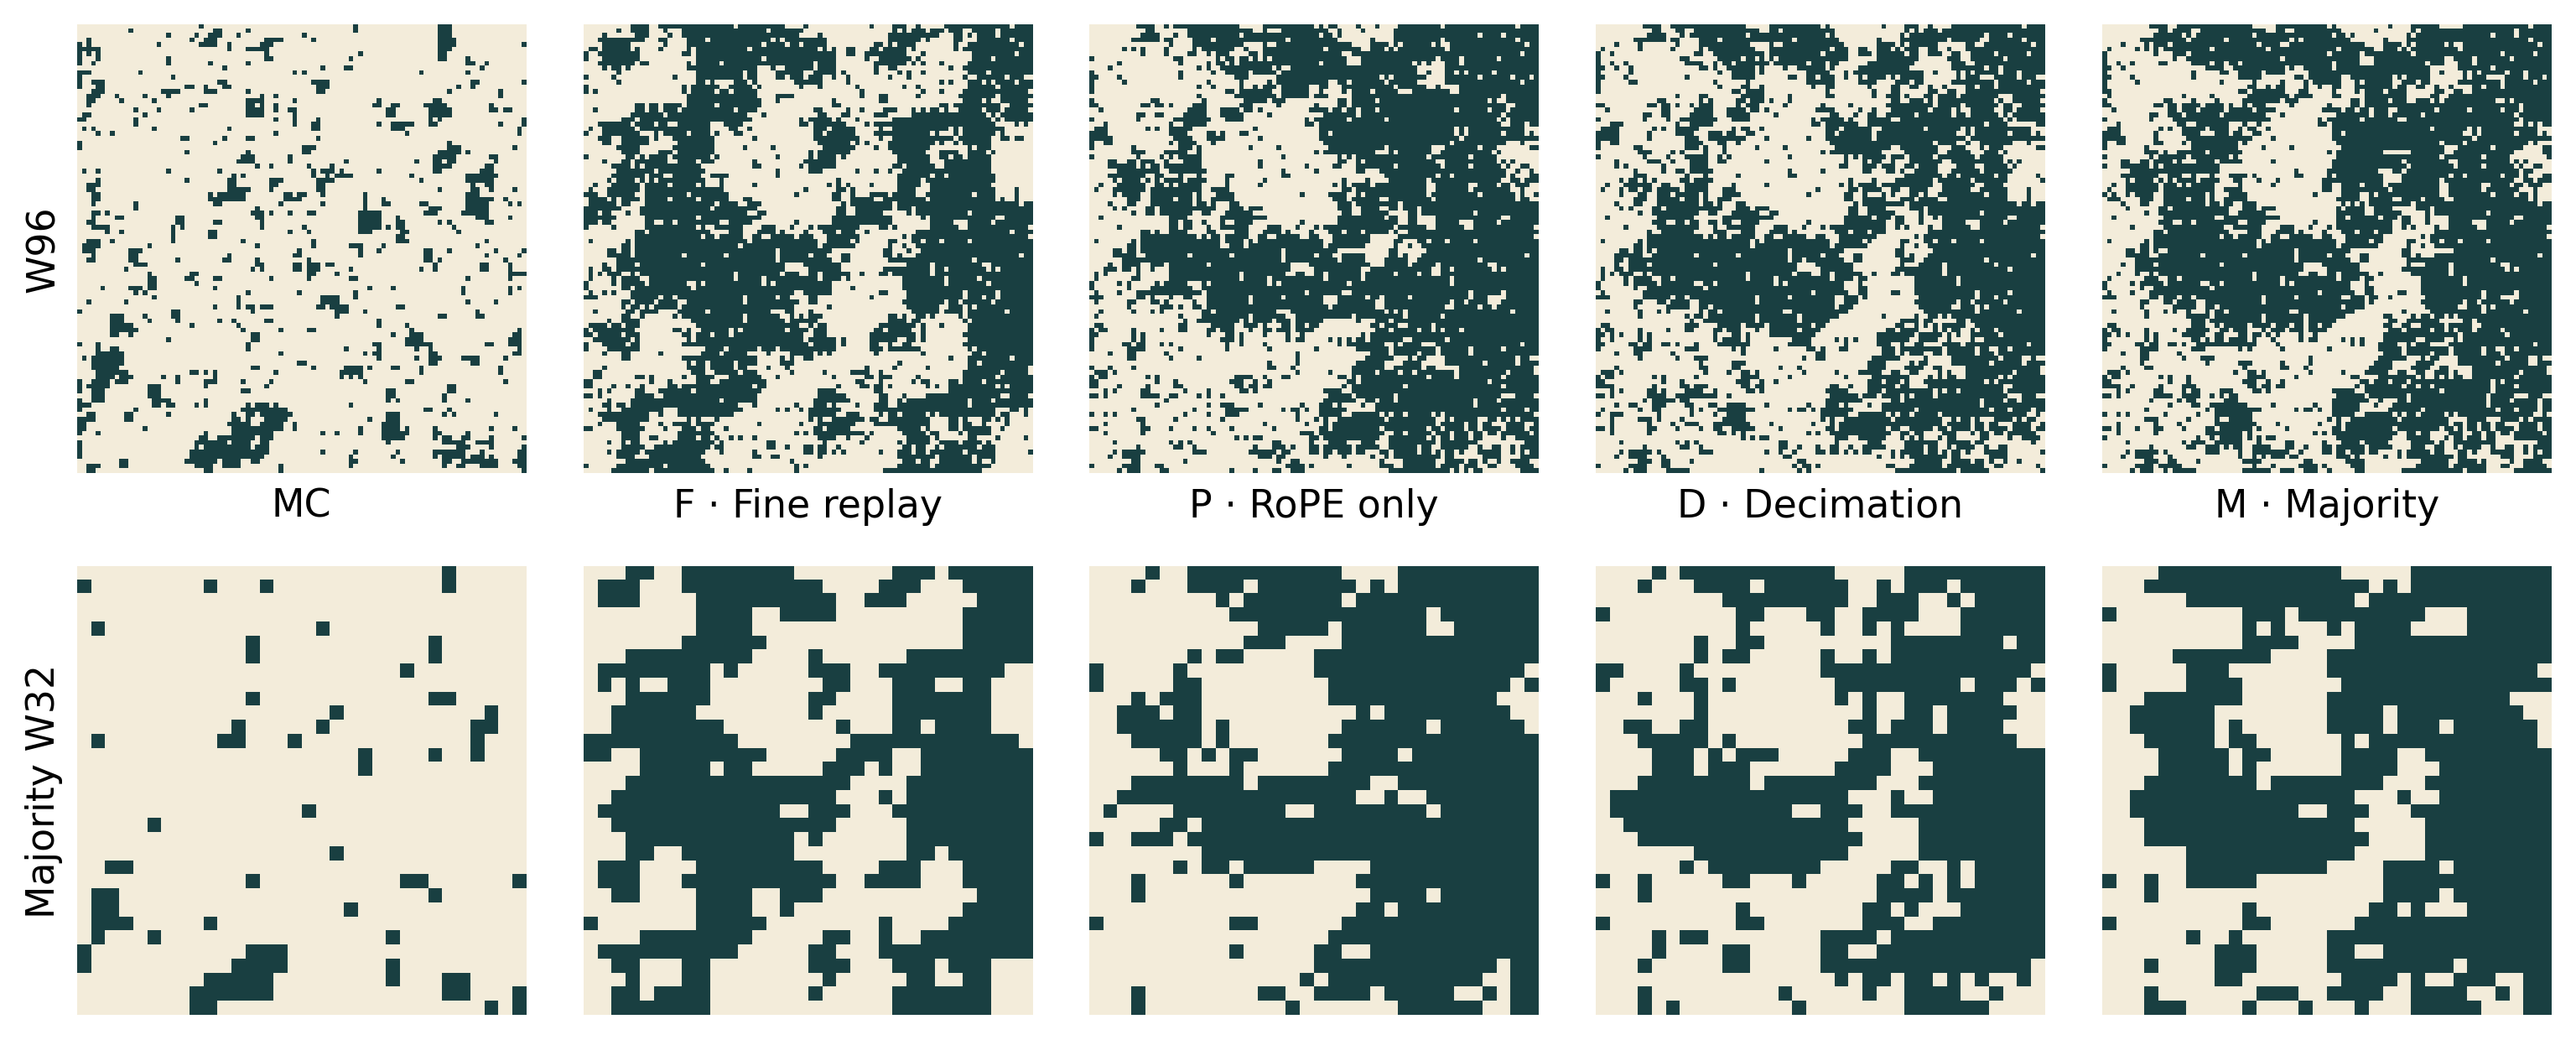 W96
MC
F · Fine replay
P · RoPE only
D · Decimation
M · Majority
Majority W32